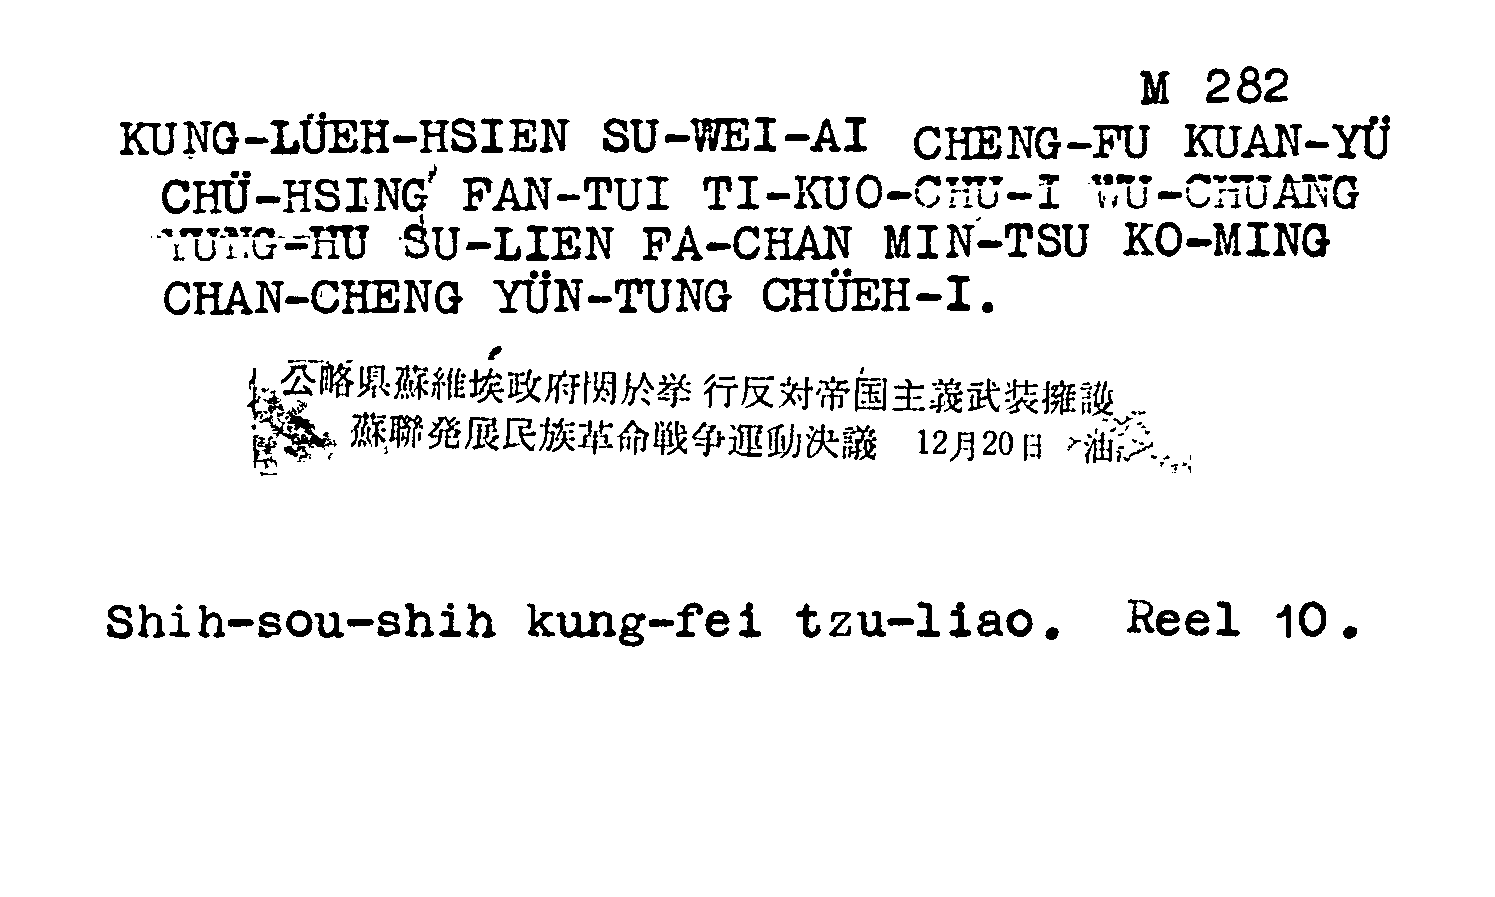 M 282
KUNG-LÜEH-HSIEN SU-WEI-AI CHENG-FU KUAN-YÜ
CHÜ-HSING FAN-TUI TI-KUO-CHU-I WU-CHUANG
YUNG-HU SU-LIEN FA-CHAN MIN-TSU KO-MING
CHAN-CHENG YÜN-TUNG CHÜEH-I.
公略県蘇維埃政府関於挙行反対帝国主義武装擁護
蘇聯発展民族革命戦争運動決議 12月20日 油
Shih-sou-shih kung-fei tzu-liao. Reel 10.